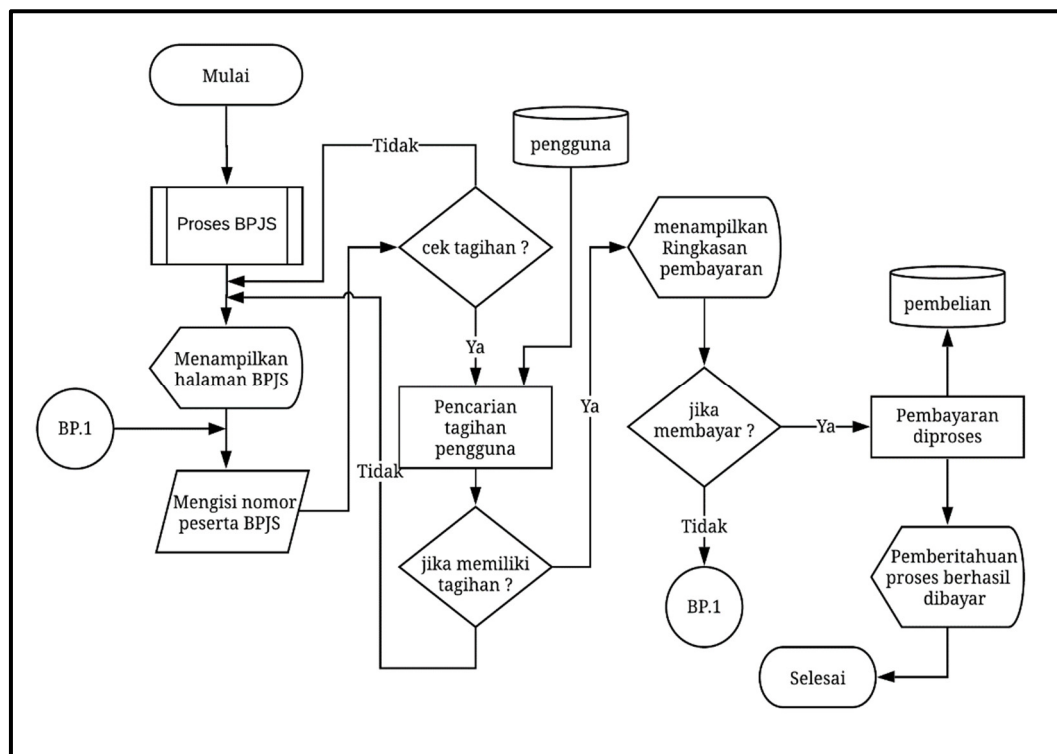 Mulai
Proses BPJS
Menampilkan
halaman BPJS
BP.1
Mengisi nomor
peserta BPJS
Tidak
cek tagihan ?
Ya
pengguna
Pencarian
tagihan
pengguna
Tidak
jika memiliki
tagihan ?
Ya
menampilkan
Ringkasan
pembayaran
jika
membayar ?
Ya
Tidak
BP.1
pembelian
Pembayaran
diproses
Pemberitahuan
proses berhasil
dibayar
Selesai